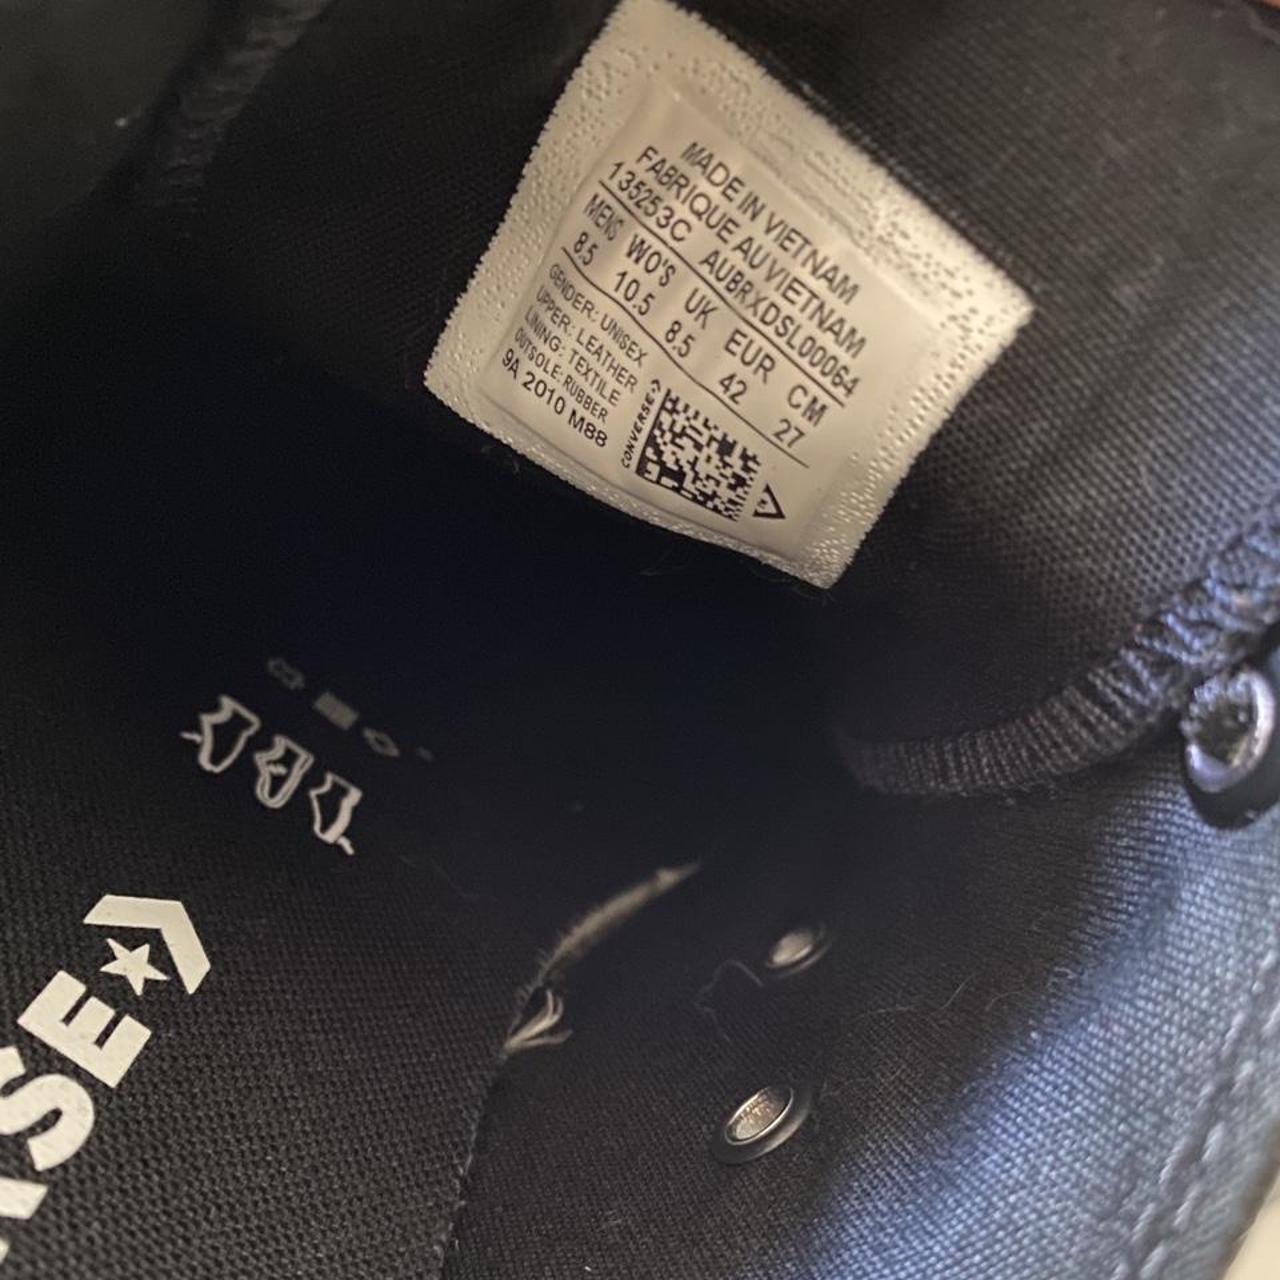 MADE IN VIETNAM
FABRIQUE AU VIETNAM
135253C AUBRXDSL00064
MENS WO'S UK EUR CM
8.5 10.5 8.5 42 27
GENDER: UNISEX
UPPER: LEATHER
LINING: TEXTILE
OUTSOLE: RUBBER
9A 2010 M88
CONVERSE
RSE